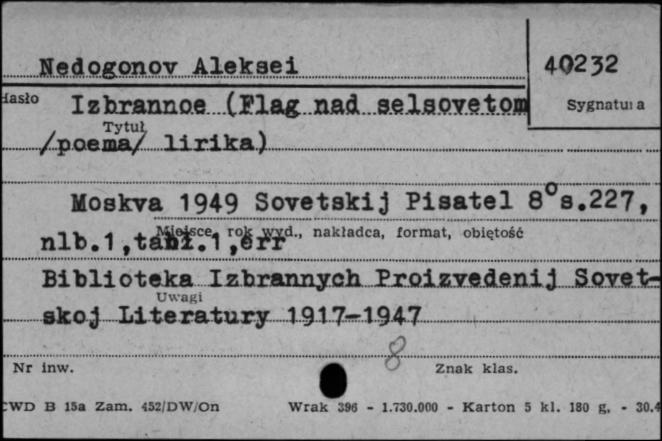 Nedogonov Aleksei
40232
Hasło
Izbrannoe (Flag nad selsovetom
Sygnatura
Tytuł
/poema/ lirika)
Moskva 1949 Sovetskij Pisatel 8° s.227,
Miejsce, rok wyd., nakładca, format, objętość
nlb.1, tabl.1, err
Biblioteka Izbrannych Proizvedenij Sovet-
Uwagi
skoj Literatury 1917-1947
8
Nr inw.
Znak klas.
CWD B 15a Zam. 452/DW/On Wrak 396 - 1.730.000 - Karton 5 kl. 180 g. - 30.4